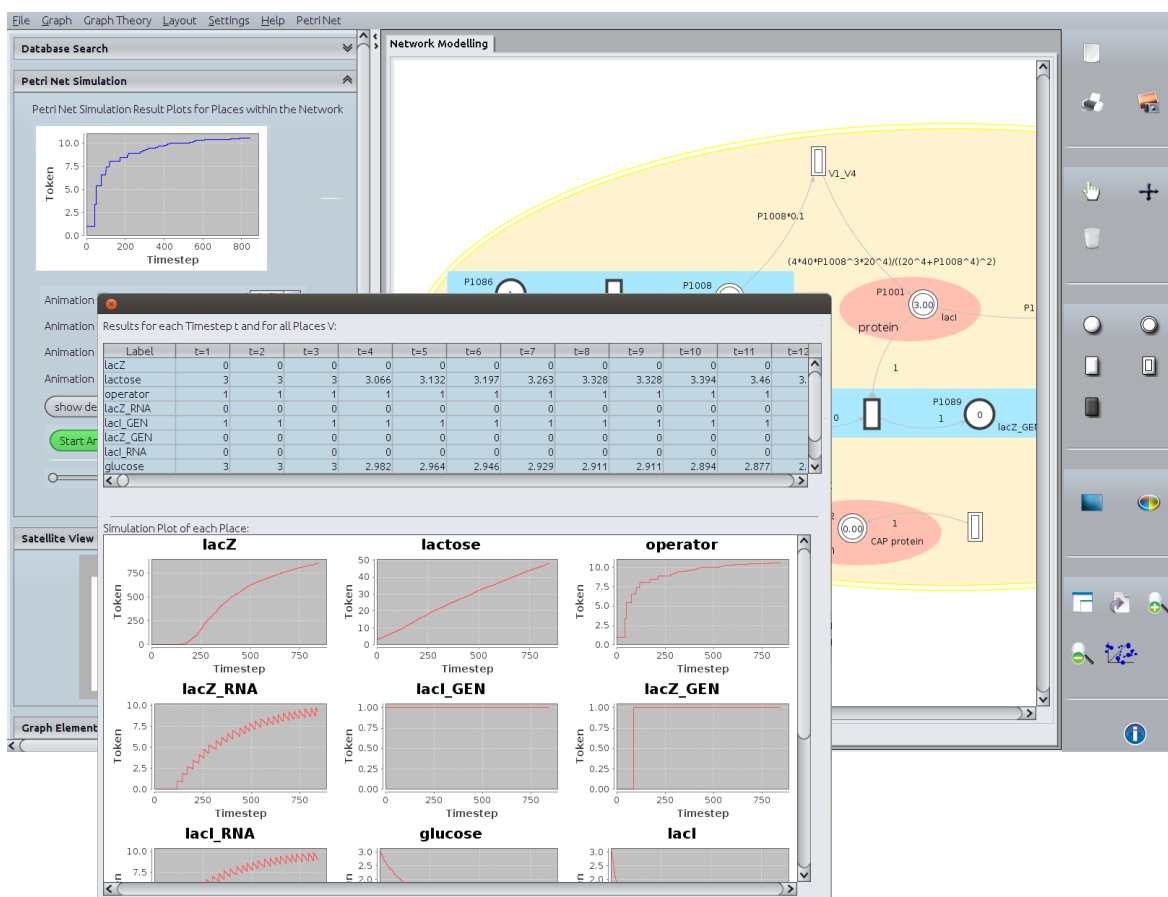 File Graph Graph Theory Layout Settings Help Petri Net
Database Search
Petri Net Simulation
Petri Net Simulation Result Plots for Places within the Network
10.0
7.5
5.0
2.5
0.0
Token
0 200 400 600 800
Timestep
Animation
Animation
Animation
Animation
show de
Start An
Satellite View
Graph Element
Network Modelling
V1_V4
P1008*0.1
(4*40*P1008^3*20^4)/((20^4+P1008^4)^2)
P1086
P1008
P1001
3.00
lacI
P1
protein
1
0
P1089
1
0
lacZ_GEN
2
0.00
1
CAP protein
n
Results for each Timestep t and for all Places V:
Label t=1 t=2 t=3 t=4 t=5 t=6 t=7 t=8 t=9 t=10 t=11 t=12
lacZ 0 0 0 0 0 0 0 0 0 0 0
lactose 3 3 3 3.066 3.132 3.197 3.263 3.328 3.328 3.394 3.46 3.
operator 1 1 1 1 1 1 1 1 1 1 1
lacZ_RNA 0 0 0 0 0 0 0 0 0 0 0
lacI_GEN 1 1 1 1 1 1 1 1 1 1 1
lacZ_GEN 0 0 0 0 0 0 0 0 0 0 0
lacI_RNA 0 0 0 0 0 0 0 0 0 0 0
glucose 3 3 3 2.982 2.964 2.946 2.929 2.911 2.911 2.894 2.877 2.
Simulation Plot of each Place:
lacZ
750
500
250
0
Token
0 250 500 750
Timestep
lactose
50
40
30
20
10
0
Token
0 250 500 750
Timestep
operator
10.0
7.5
5.0
2.5
0.0
Token
0 250 500 750
Timestep
lacZ_RNA
10.0
7.5
5.0
2.5
0.0
Token
0 250 500 750
Timestep
lacI_GEN
1.00
0.75
0.50
0.25
0.00
Token
0 250 500 750
Timestep
lacZ_GEN
1.00
0.75
0.50
0.25
0.00
Token
0 250 500 750
Timestep
lacI_RNA
10.0
7.5
glucose
3.0
2.5
2.0
lacI
3.0
2.5
2.0